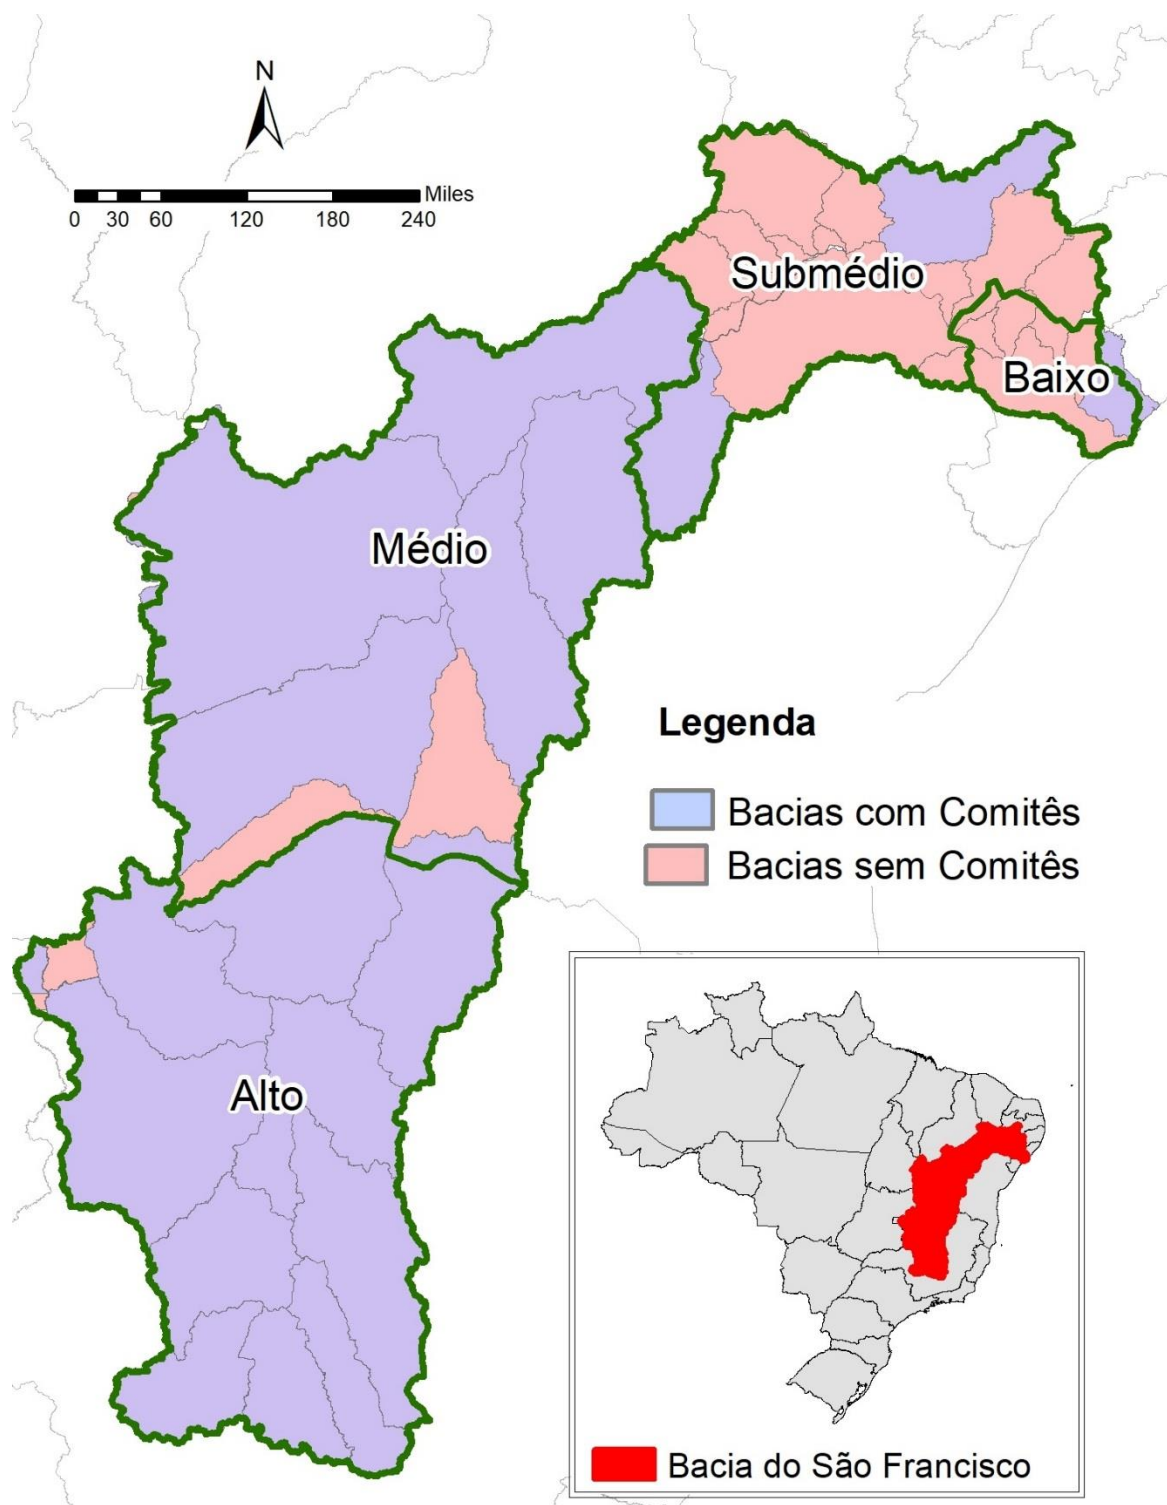 N
Miles
0 30 60 120 180 240
Submédio
Baixo
Médio
Legenda
Bacias com Comitês
Bacias sem Comitês
Alto
Bacia do São Francisco